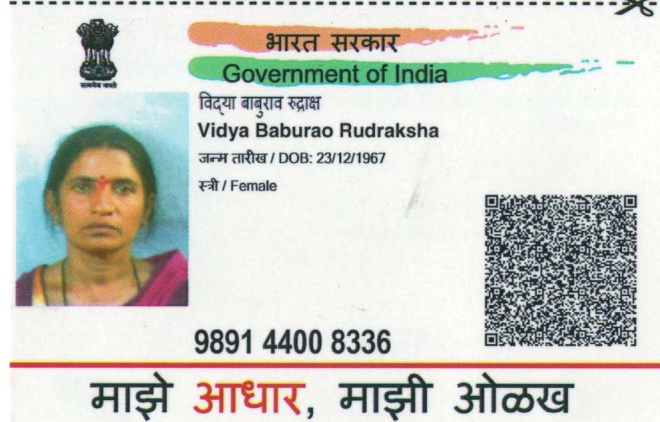 सत्यमेव जयते
भारत सरकार
Government of India
विद्या बाबुराव रुद्राक्ष
Vidya Baburao Rudraksha
जन्म तारीख / DOB: 23/12/1967
स्त्री / Female
9891 4400 8336
माझे आधार, माझी ओळख